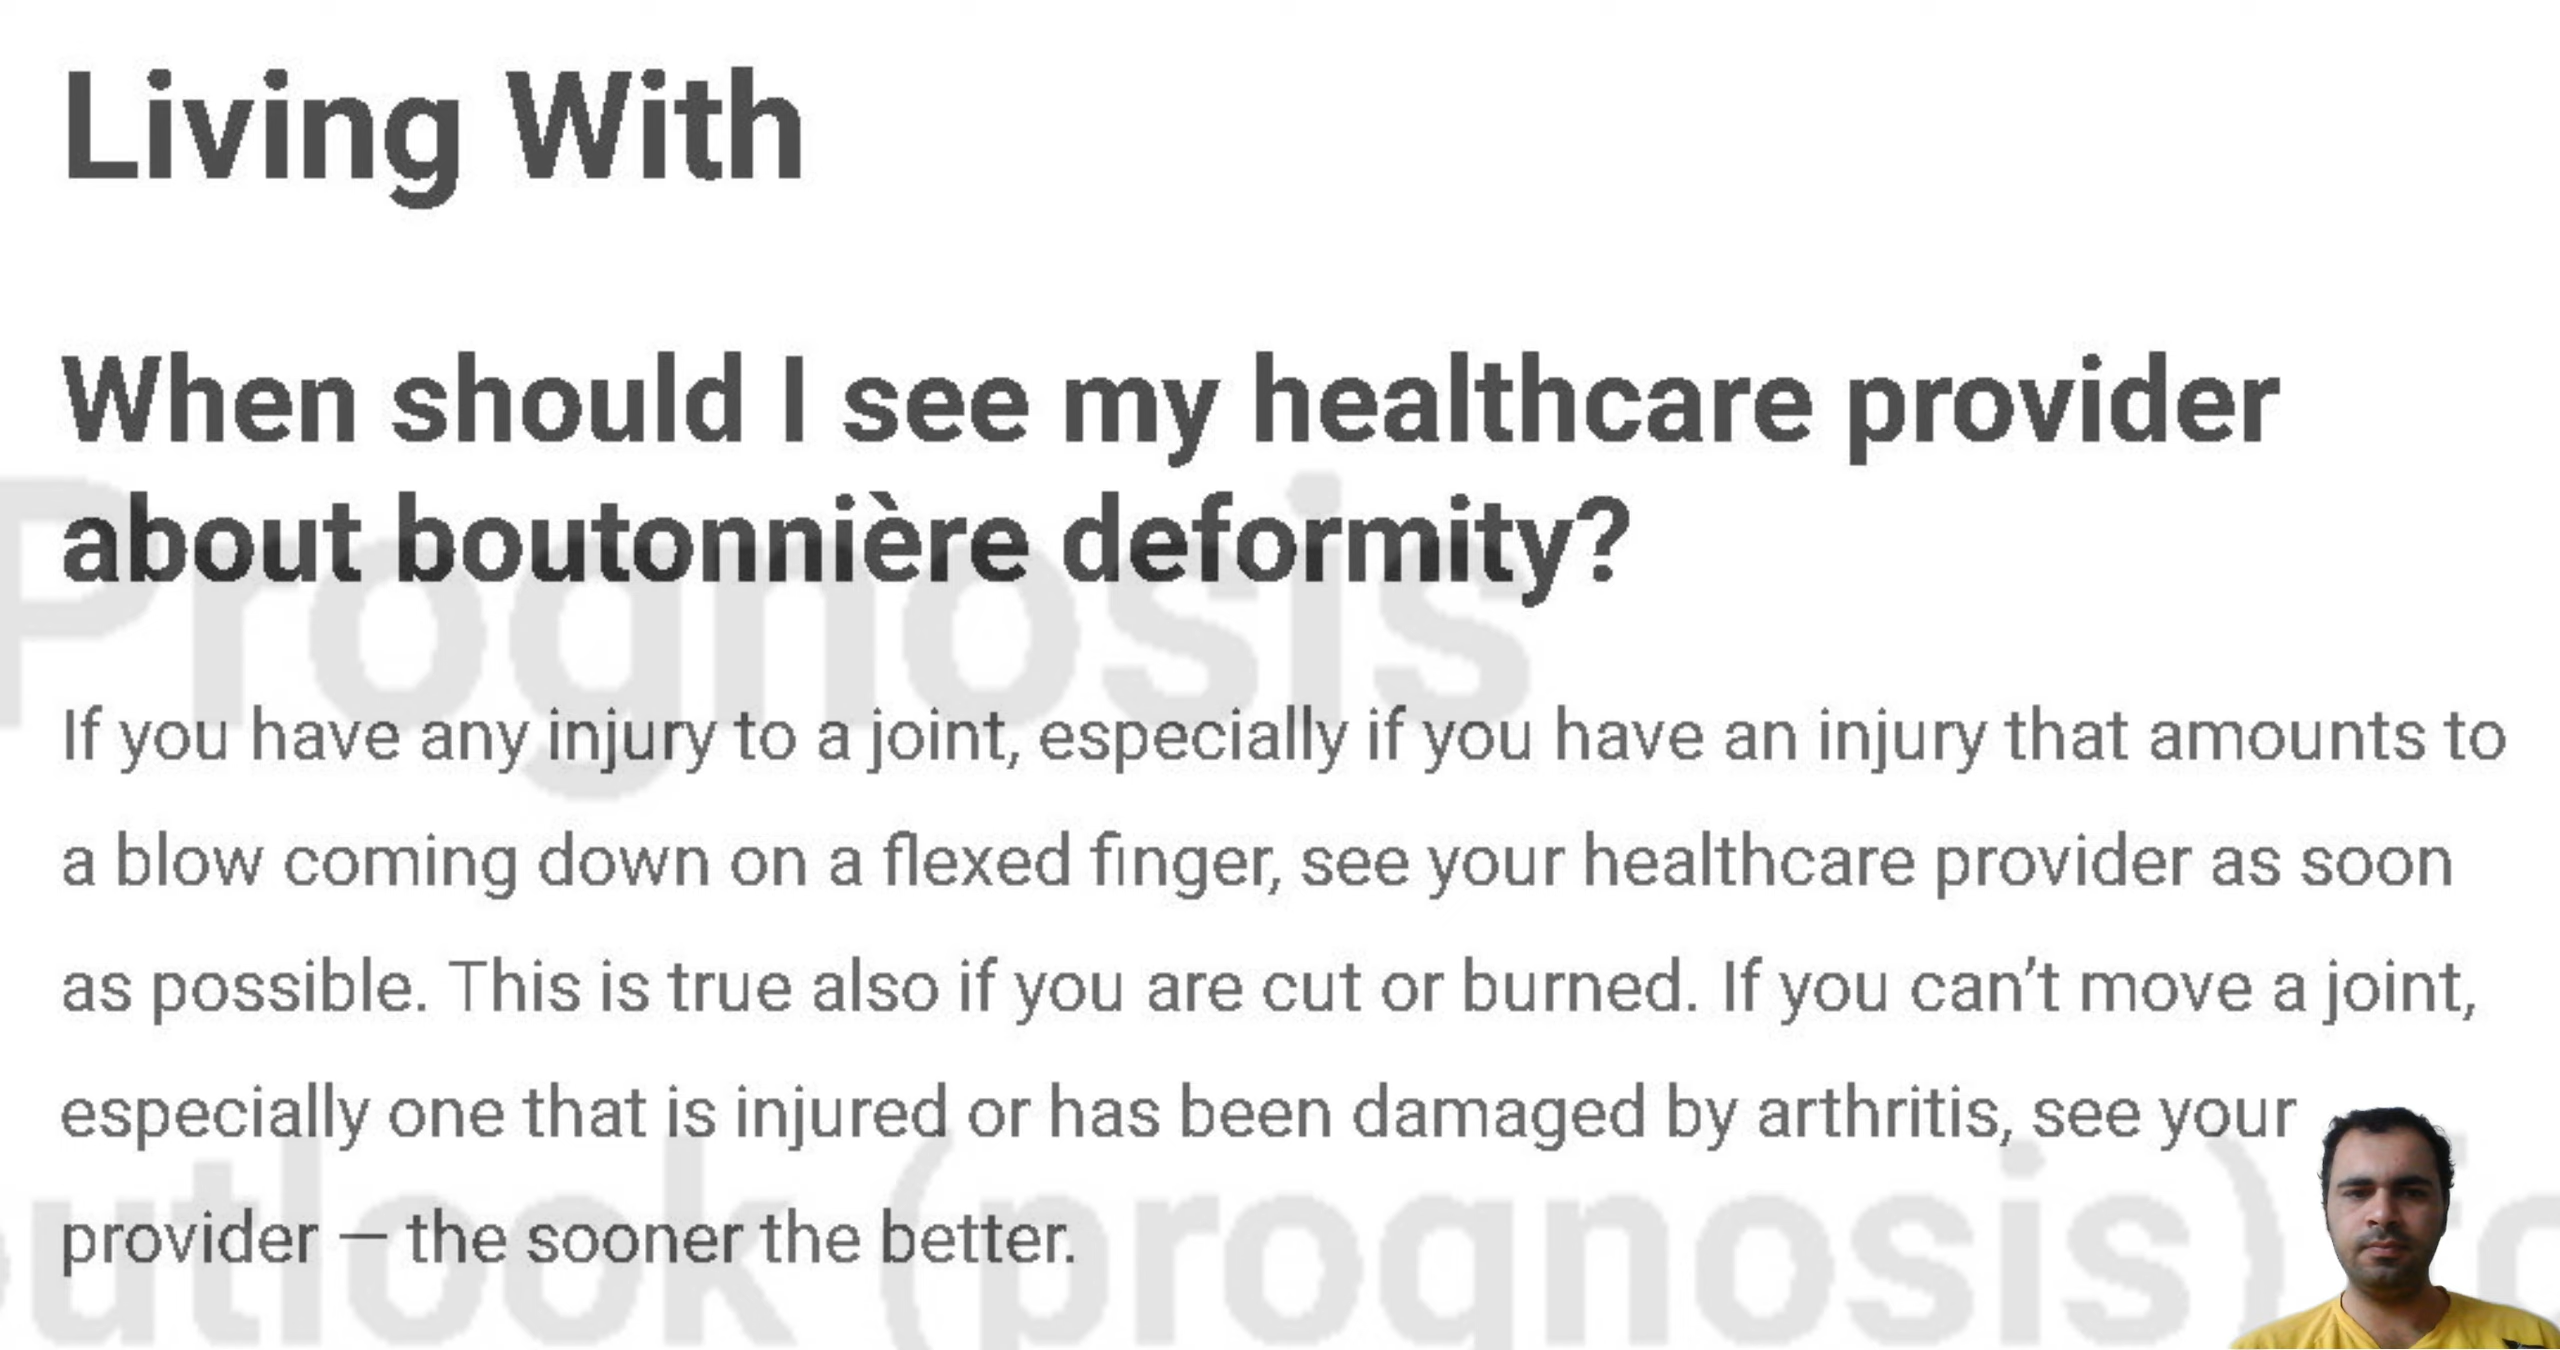 Living With
When should I see my healthcare provider
about boutonnière deformity?
Prognosis
If you have any injury to a joint, especially if you have an injury that amounts to
a blow coming down on a flexed finger, see your healthcare provider as soon
as possible. This is true also if you are cut or burned. If you can’t move a joint,
especially one that is injured or has been damaged by arthritis, see your
provider — the sooner the better.
outlook (prognosis)